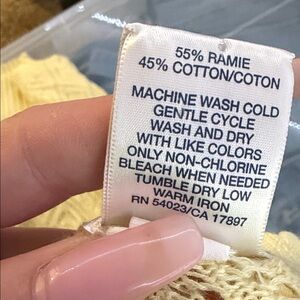 55% RAMIE
45% COTTON/COTON
MACHINE WASH COLD
GENTLE CYCLE
WASH AND DRY
WITH LIKE COLORS
ONLY NON-CHLORINE
BLEACH WHEN NEEDED
TUMBLE DRY LOW
WARM IRON
RN 54023/CA 17897